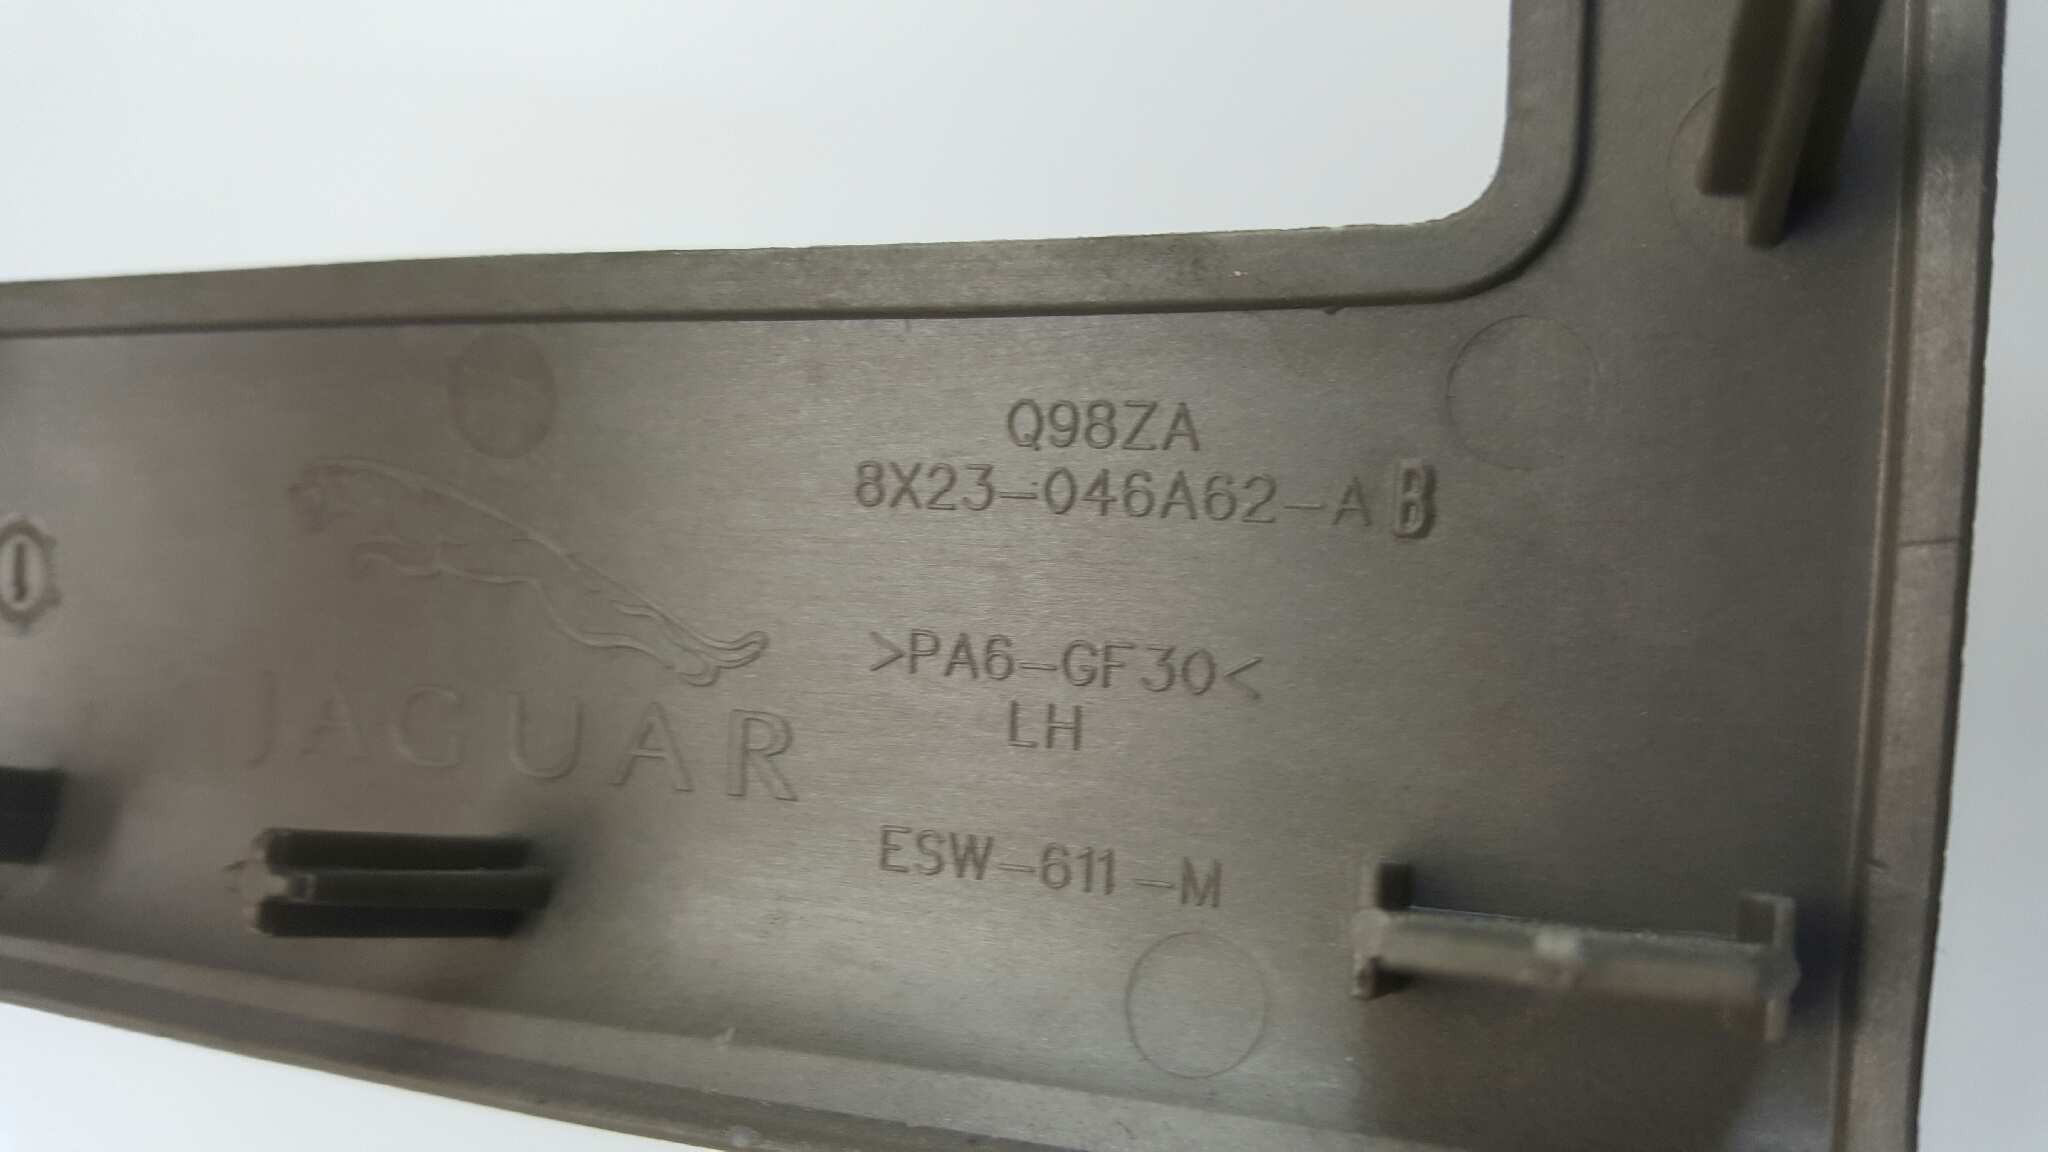 Q98ZA
8X23-046A62-AB
>PA6-GF30<
LH
JAGUAR
ESW-611-M